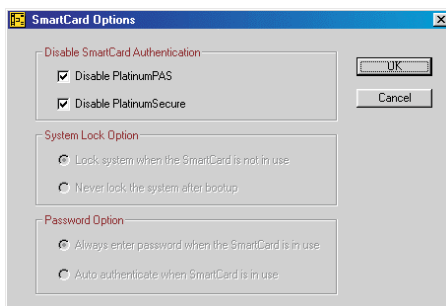 SmartCard Options
Disable SmartCard Authentication
Disable PlatinumPAS
Disable PlatinumSecure
OK
Cancel
System Lock Option
Lock system when the SmartCard is not in use
Never lock the system after bootup
Password Option
Always enter password when the SmartCard is in use
Auto authenticate when SmartCard is in use